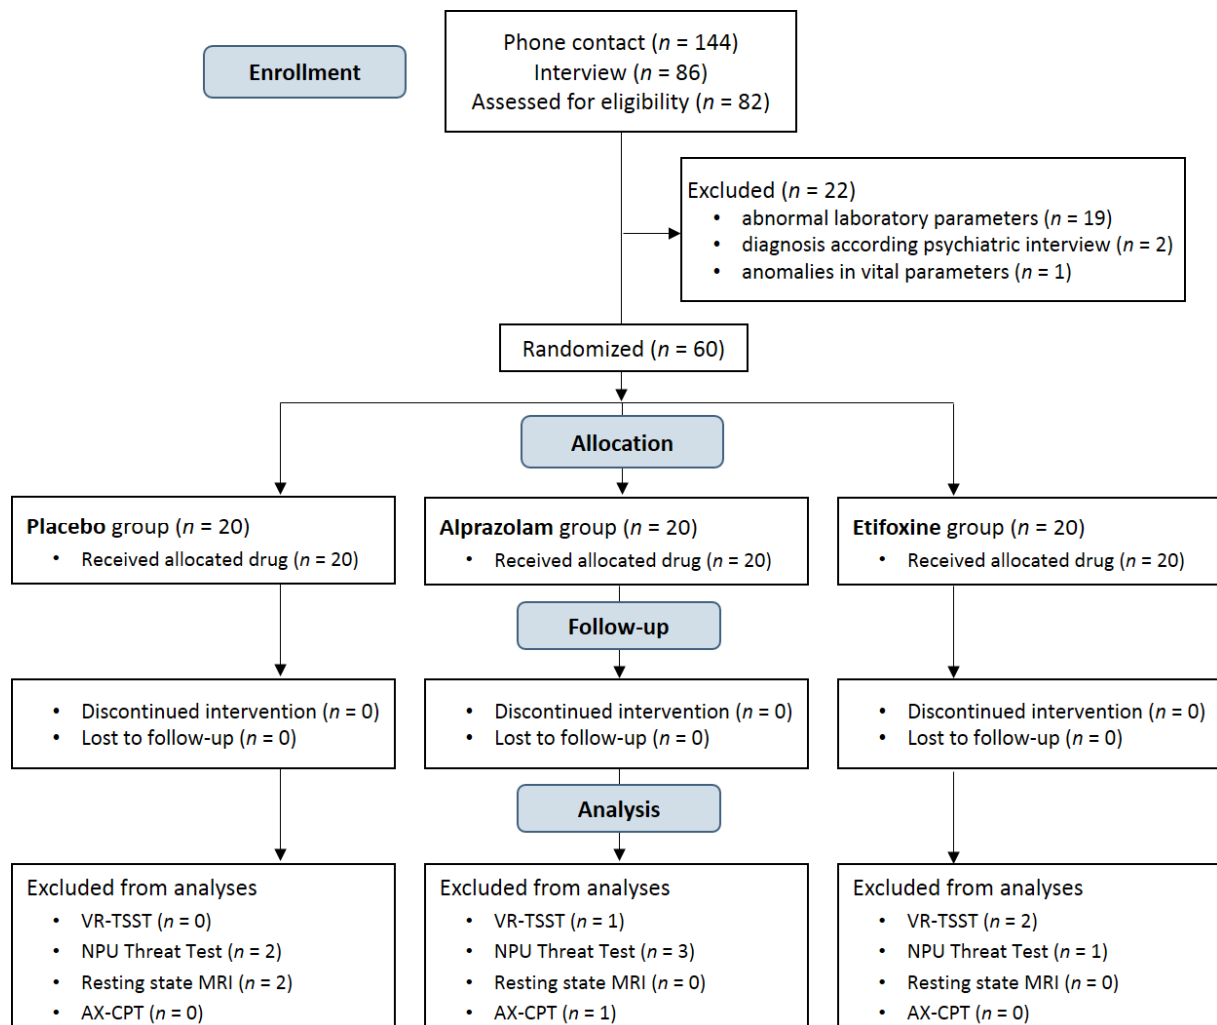 Enrollment
Phone contact (n = 144)
Interview (n = 86)
Assessed for eligibility (n = 82)
Excluded (n = 22)
• abnormal laboratory parameters (n = 19)
• diagnosis according psychiatric interview (n = 2)
• anomalies in vital parameters (n = 1)
Randomized (n = 60)
Allocation
Placebo group (n = 20)
• Received allocated drug (n = 20)
Alprazolam group (n = 20)
• Received allocated drug (n = 20)
Etifoxine group (n = 20)
• Received allocated drug (n = 20)
Follow-up
• Discontinued intervention (n = 0)
• Lost to follow-up (n = 0)
• Discontinued intervention (n = 0)
• Lost to follow-up (n = 0)
• Discontinued intervention (n = 0)
• Lost to follow-up (n = 0)
Analysis
Excluded from analyses
• VR-TSST (n = 0)
• NPU Threat Test (n = 2)
• Resting state MRI (n = 2)
• AX-CPT (n = 0)
Excluded from analyses
• VR-TSST (n = 1)
• NPU Threat Test (n = 3)
• Resting state MRI (n = 0)
• AX-CPT (n = 1)
Excluded from analyses
• VR-TSST (n = 2)
• NPU Threat Test (n = 1)
• Resting state MRI (n = 0)
• AX-CPT (n = 0)